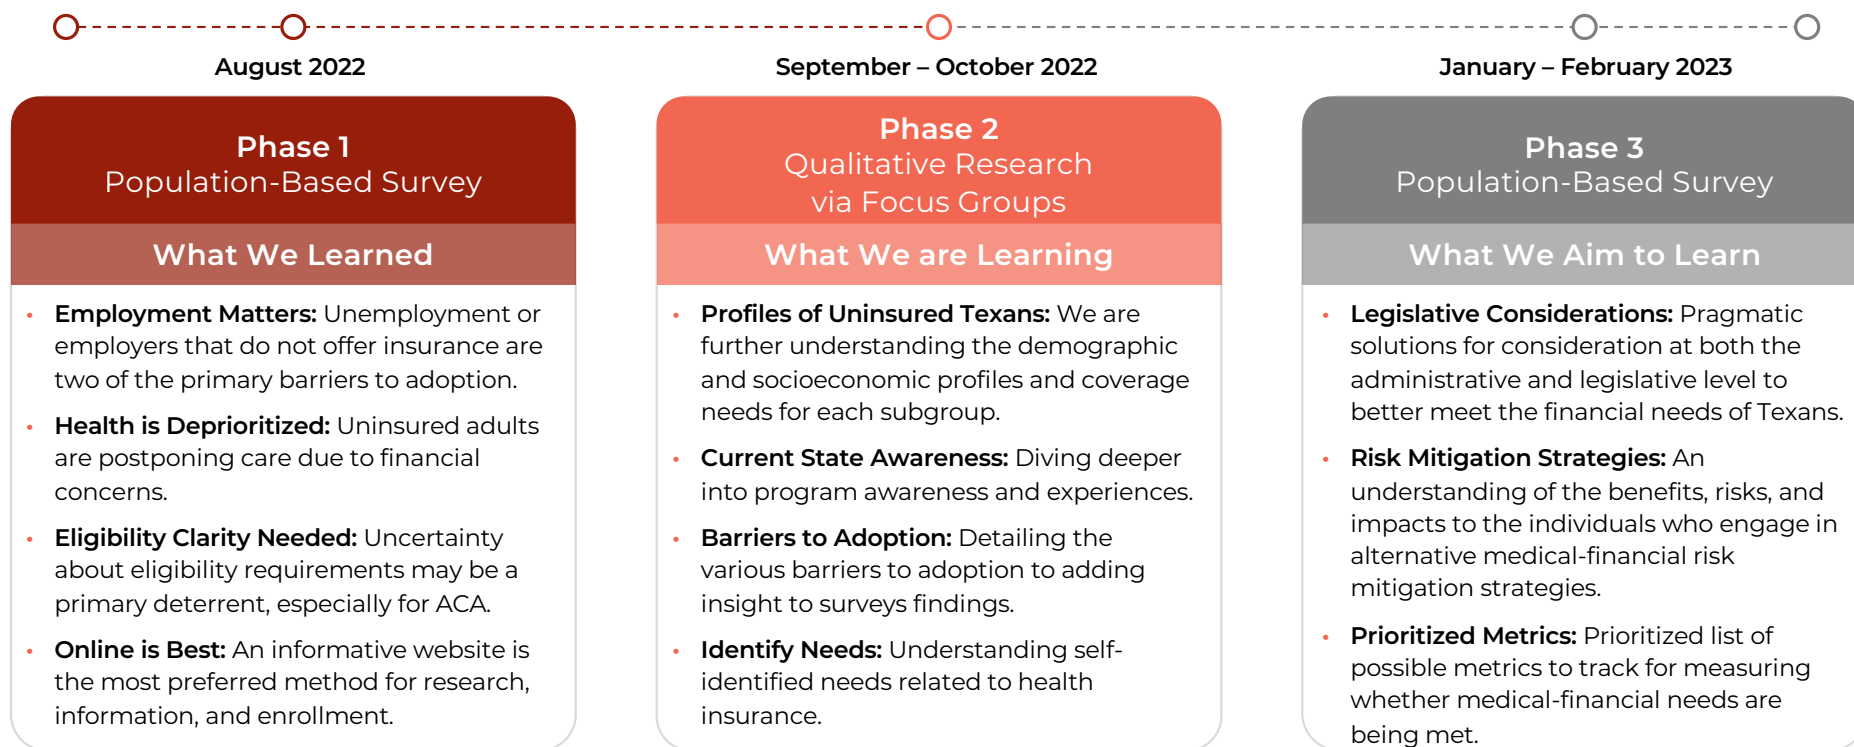 August 2022
Phase 1
Population-Based Survey
What We Learned
• Employment Matters: Unemployment or
employers that do not offer insurance are
two of the primary barriers to adoption.
• Health is Deprioritized: Uninsured adults
are postponing care due to financial
concerns.
• Eligibility Clarity Needed: Uncertainty
about eligibility requirements may be a
primary deterrent, especially for ACA.
• Online is Best: An informative website is
the most preferred method for research,
information, and enrollment.
September – October 2022
Phase 2
Qualitative Research
via Focus Groups
What We are Learning
• Profiles of Uninsured Texans: We are
further understanding the demographic
and socioeconomic profiles and coverage
needs for each subgroup.
• Current State Awareness: Diving deeper
into program awareness and experiences.
• Barriers to Adoption: Detailing the
various barriers to adoption to adding
insight to surveys findings.
• Identify Needs: Understanding self-
identified needs related to health
insurance.
January – February 2023
Phase 3
Population-Based Survey
What We Aim to Learn
• Legislative Considerations: Pragmatic
solutions for consideration at both the
administrative and legislative level to
better meet the financial needs of Texans.
• Risk Mitigation Strategies: An
understanding of the benefits, risks, and
impacts to the individuals who engage in
alternative medical-financial risk
mitigation strategies.
• Prioritized Metrics: Prioritized list of
possible metrics to track for measuring
whether medical-financial needs are
being met.